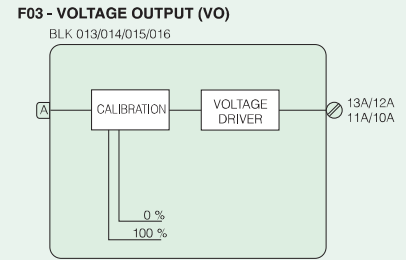 F03 - VOLTAGE OUTPUT (VO)
BLK 013/014/015/016
A
CALIBRATION
VOLTAGE
DRIVER
13A/12A
11A/10A
0 %
100 %